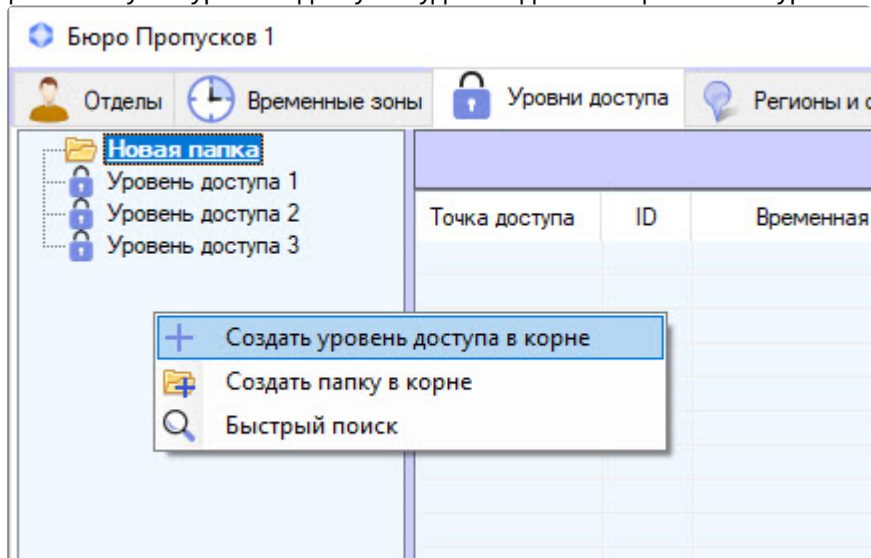 Бюро Пропусков 1
Отделы Временные зоны Уровни доступа Регионы и
Новая папка
Уровень доступа 1
Уровень доступа 2
Уровень доступа 3
Точка доступа ID Временная
Создать уровень доступа в корне
Создать папку в корне
Быстрый поиск